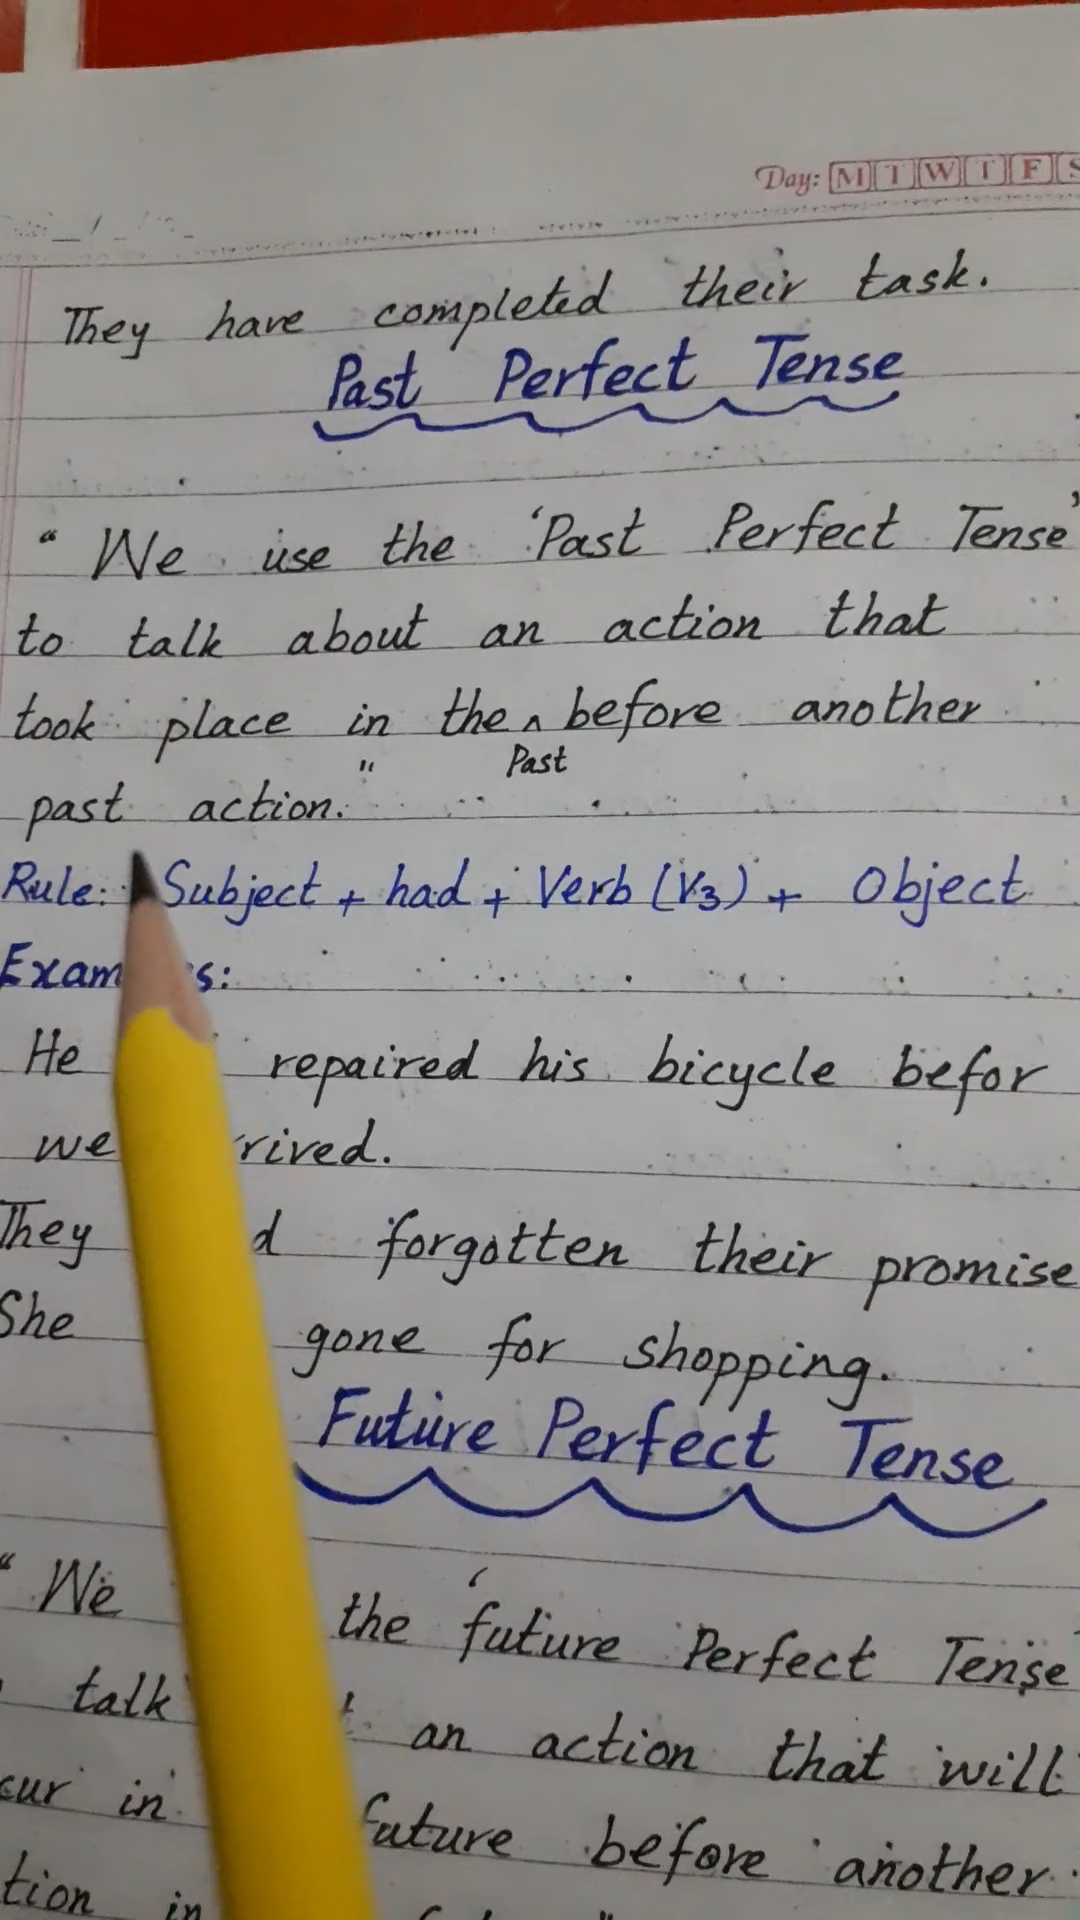 Day: M T W T F S
They have completed their task.
Past Perfect Tense
"We use the 'Past Perfect Tense'
to talk about an action that
took place in the ^ before another
Past
past action."
Rule: Subject + had + Verb (V3) + Object
Exam s:
He repaired his bicycle befor
we rived.
They d forgotten their promise
She gone for shopping.
Future Perfect Tense
"We the 'future Perfect Tense
talk an action that will
cur in future before another
tion in